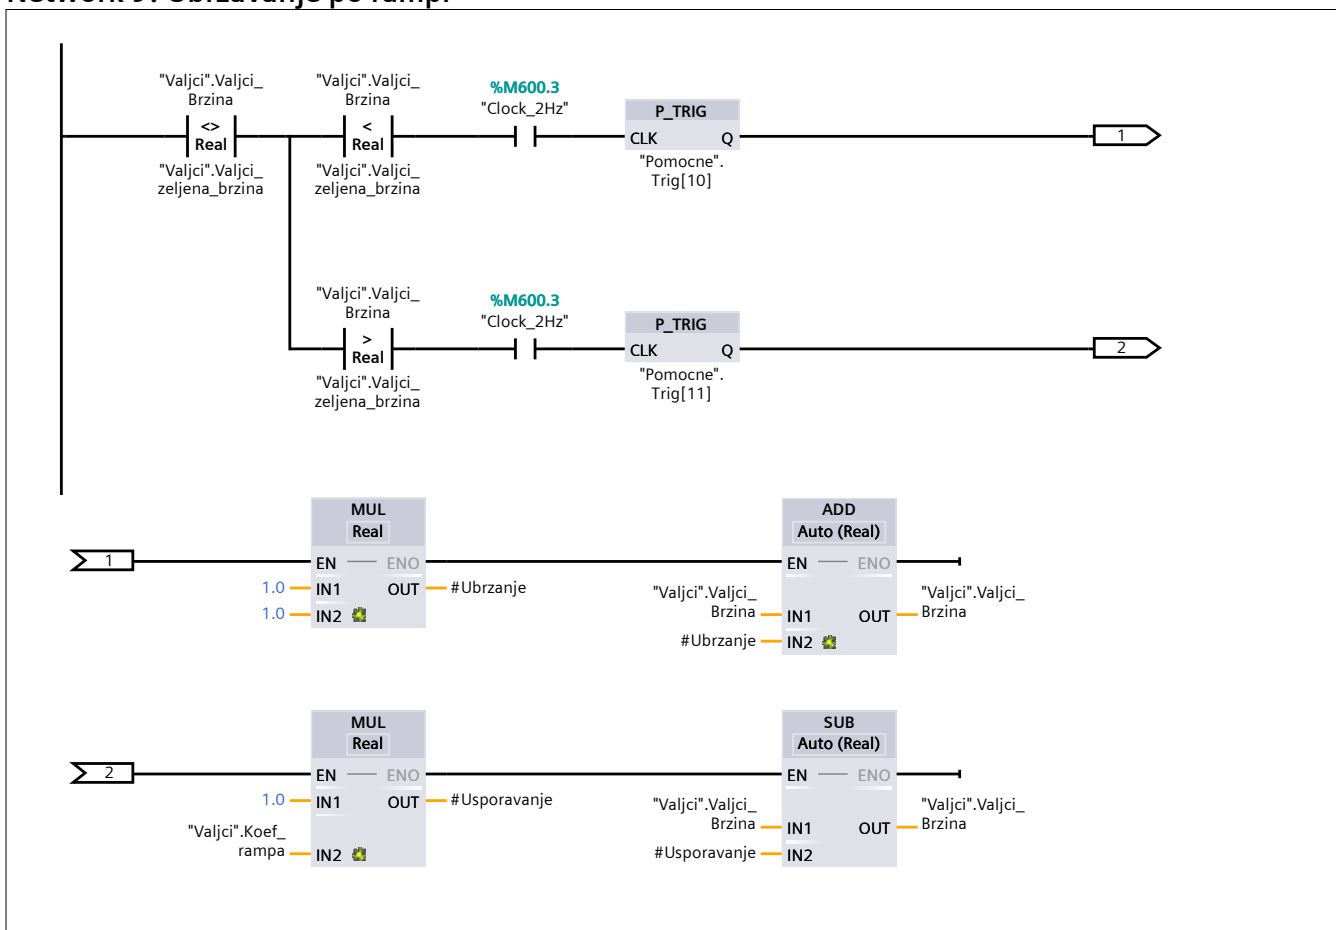 Network 9: Ubrzavanje po rampi
"Valjci".Valjci_
Brzina
<>
Real
"Valjci".Valjci_
zeljena_brzina
"Valjci".Valjci_
Brzina
<
Real
"Valjci".Valjci_
zeljena_brzina
%M600.3
"Clock_2Hz"
P_TRIG
CLK Q
"Pomocne".
Trig[10]
1
"Valjci".Valjci_
Brzina
>
Real
"Valjci".Valjci_
zeljena_brzina
%M600.3
"Clock_2Hz"
P_TRIG
CLK Q
"Pomocne".
Trig[11]
2
1
MUL
Real
EN ENO
1.0 IN1 OUT #Ubrzanje
1.0 IN2
ADD
Auto (Real)
EN ENO
"Valjci".Valjci_
Brzina IN1
OUT
"Valjci".Valjci_
Brzina
#Ubrzanje IN2
2
MUL
Real
EN ENO
1.0 IN1 OUT #Usporavanje
"Valjci".Koef_
rampa IN2
SUB
Auto (Real)
EN ENO
"Valjci".Valjci_
Brzina IN1
OUT
"Valjci".Valjci_
Brzina
#Usporavanje IN2